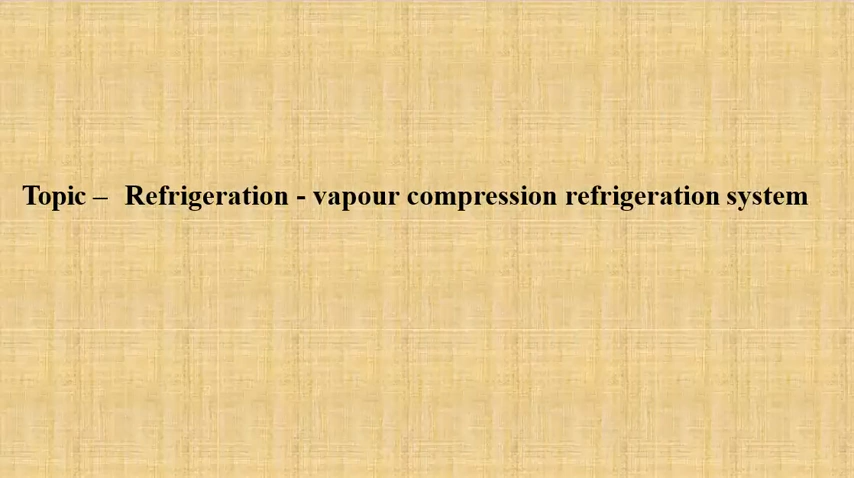 Topic – Refrigeration - vapour compression refrigeration system